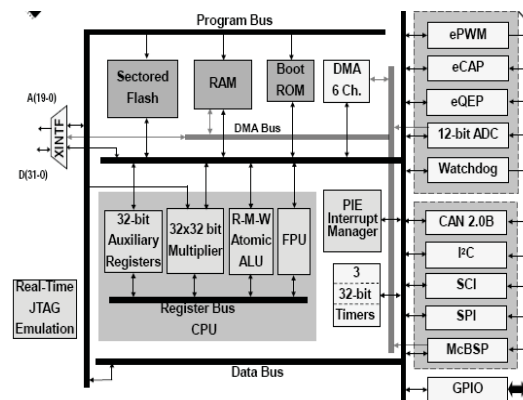 Program Bus
Sectored
Flash
RAM
Boot
ROM
DMA
6 Ch.
A(19-0)
XINTF
D(31-0)
DMA Bus
32-bit
Auxiliary
Registers
32x32 bit
Multiplier
R-M-W
Atomic
ALU
FPU
PIE
Interrupt
Manager
3
32-bit
Timers
Register Bus
CPU
Real-Time
JTAG
Emulation
Data Bus
ePWM
eCAP
eQEP
12-bit ADC
Watchdog
CAN 2.0B
I²C
SCI
SPI
McBSP
GPIO